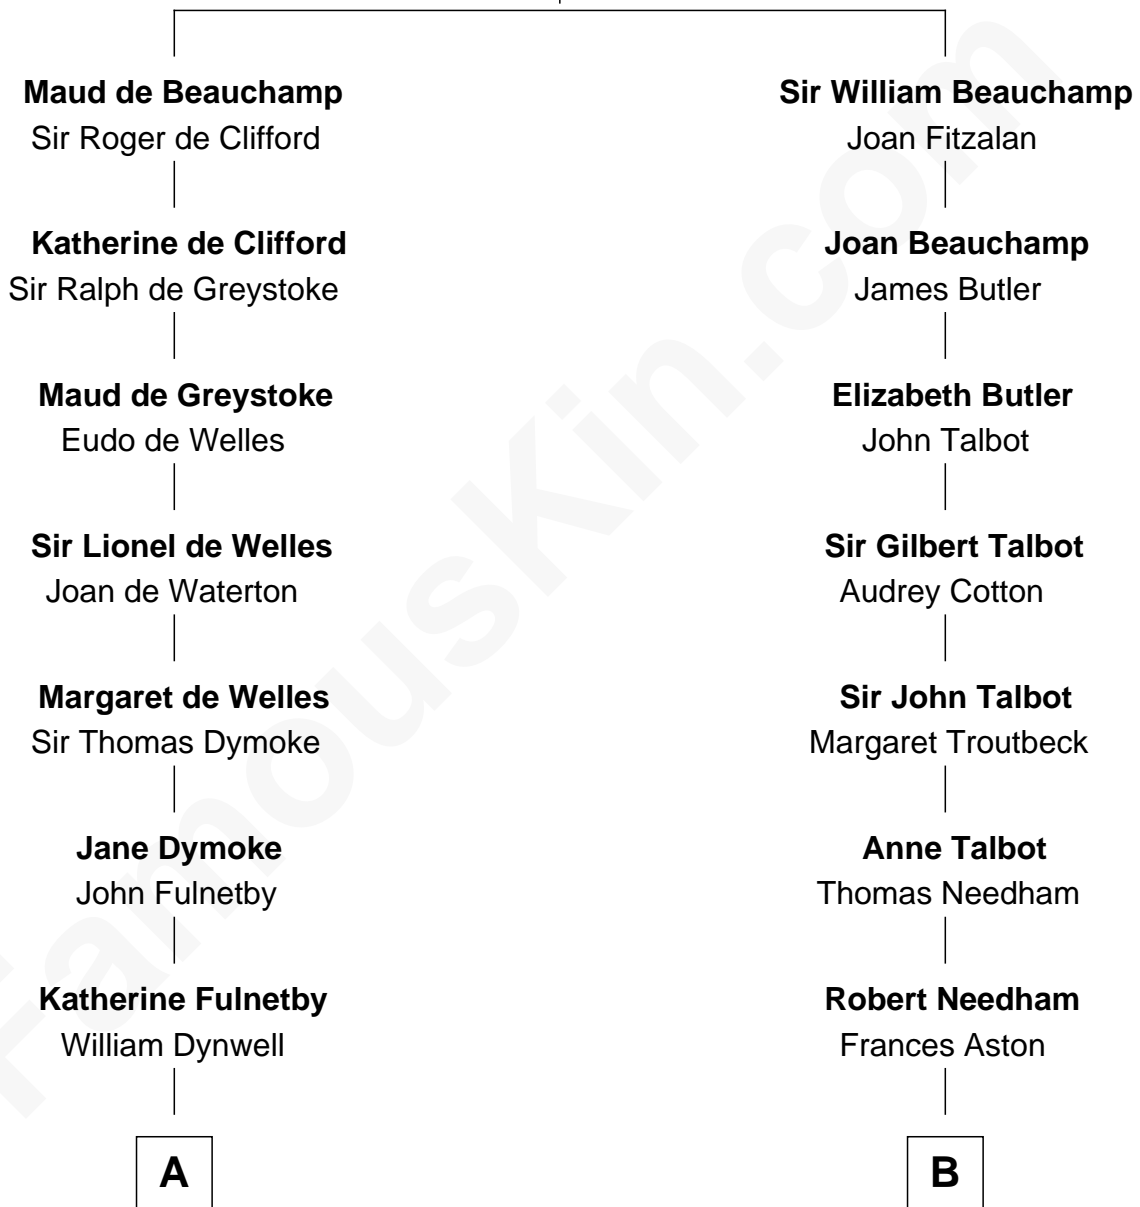 Maud de Beauchamp
Sir Roger de Clifford
Katherine de Clifford
Sir Ralph de Greystoke
Maud de Greystoke
Eudo de Welles
Sir Lionel de Welles
Joan de Waterton
Margaret de Welles
Sir Thomas Dymoke
Jane Dymoke
John Fulnetby
Katherine Fulnetby
William Dynwell
A
Sir William Beauchamp
Joan Fitzalan
Joan Beauchamp
James Butler
Elizabeth Butler
John Talbot
Sir Gilbert Talbot
Audrey Cotton
Sir John Talbot
Margaret Troutbeck
Anne Talbot
Thomas Needham
Robert Needham
Frances Aston
B
FamousKin.com